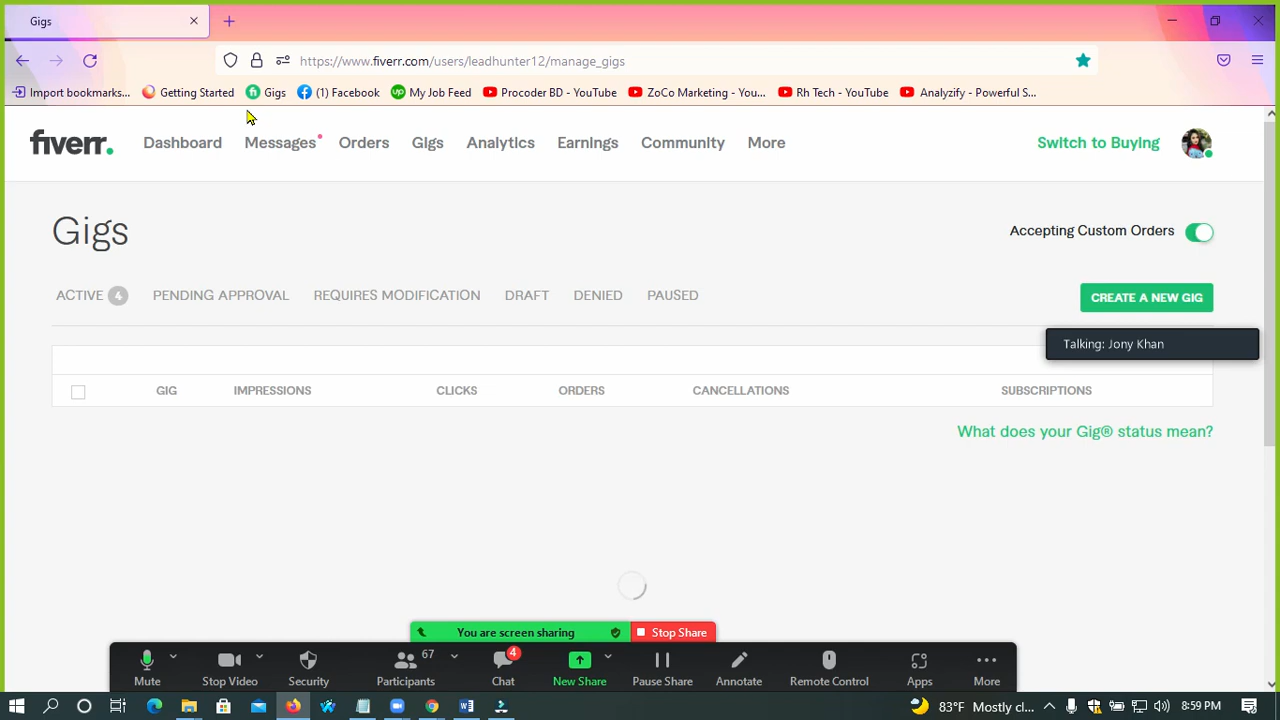 Gigs
https://www.fiverr.com/users/leadhunter12/manage_gigs
Import bookmarks... Getting Started Gigs (1) Facebook My Job Feed Procoder BD - YouTube ZoCo Marketing - You... Rh Tech - YouTube Analyzify - Powerful S...
fiverr. Dashboard Messages Orders Gigs Analytics Earnings Community More Switch to Buying
Gigs
Accepting Custom Orders
ACTIVE 4 PENDING APPROVAL REQUIRES MODIFICATION DRAFT DENIED PAUSED CREATE A NEW GIG
Talking: Jony Khan
GIG IMPRESSIONS CLICKS ORDERS CANCELLATIONS SUBSCRIPTIONS
What does your Gig® status mean?
You are screen sharing Stop Share
67 4
Mute Stop Video Security Participants Chat New Share Pause Share Annotate Remote Control Apps More
83°F Mostly cl... 8:59 PM